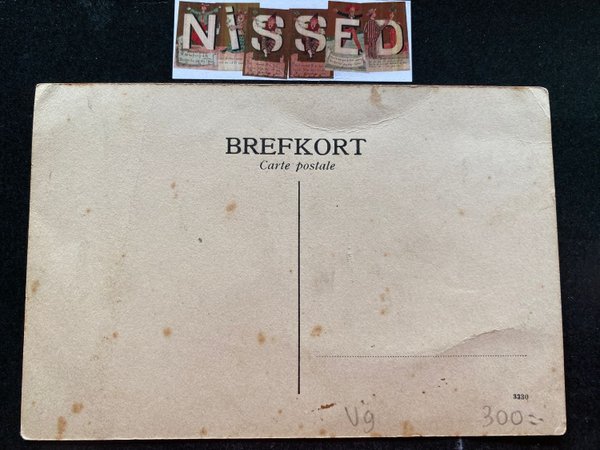 NiSSED
BREFKORT
Carte postale
3230
Vg 300:-